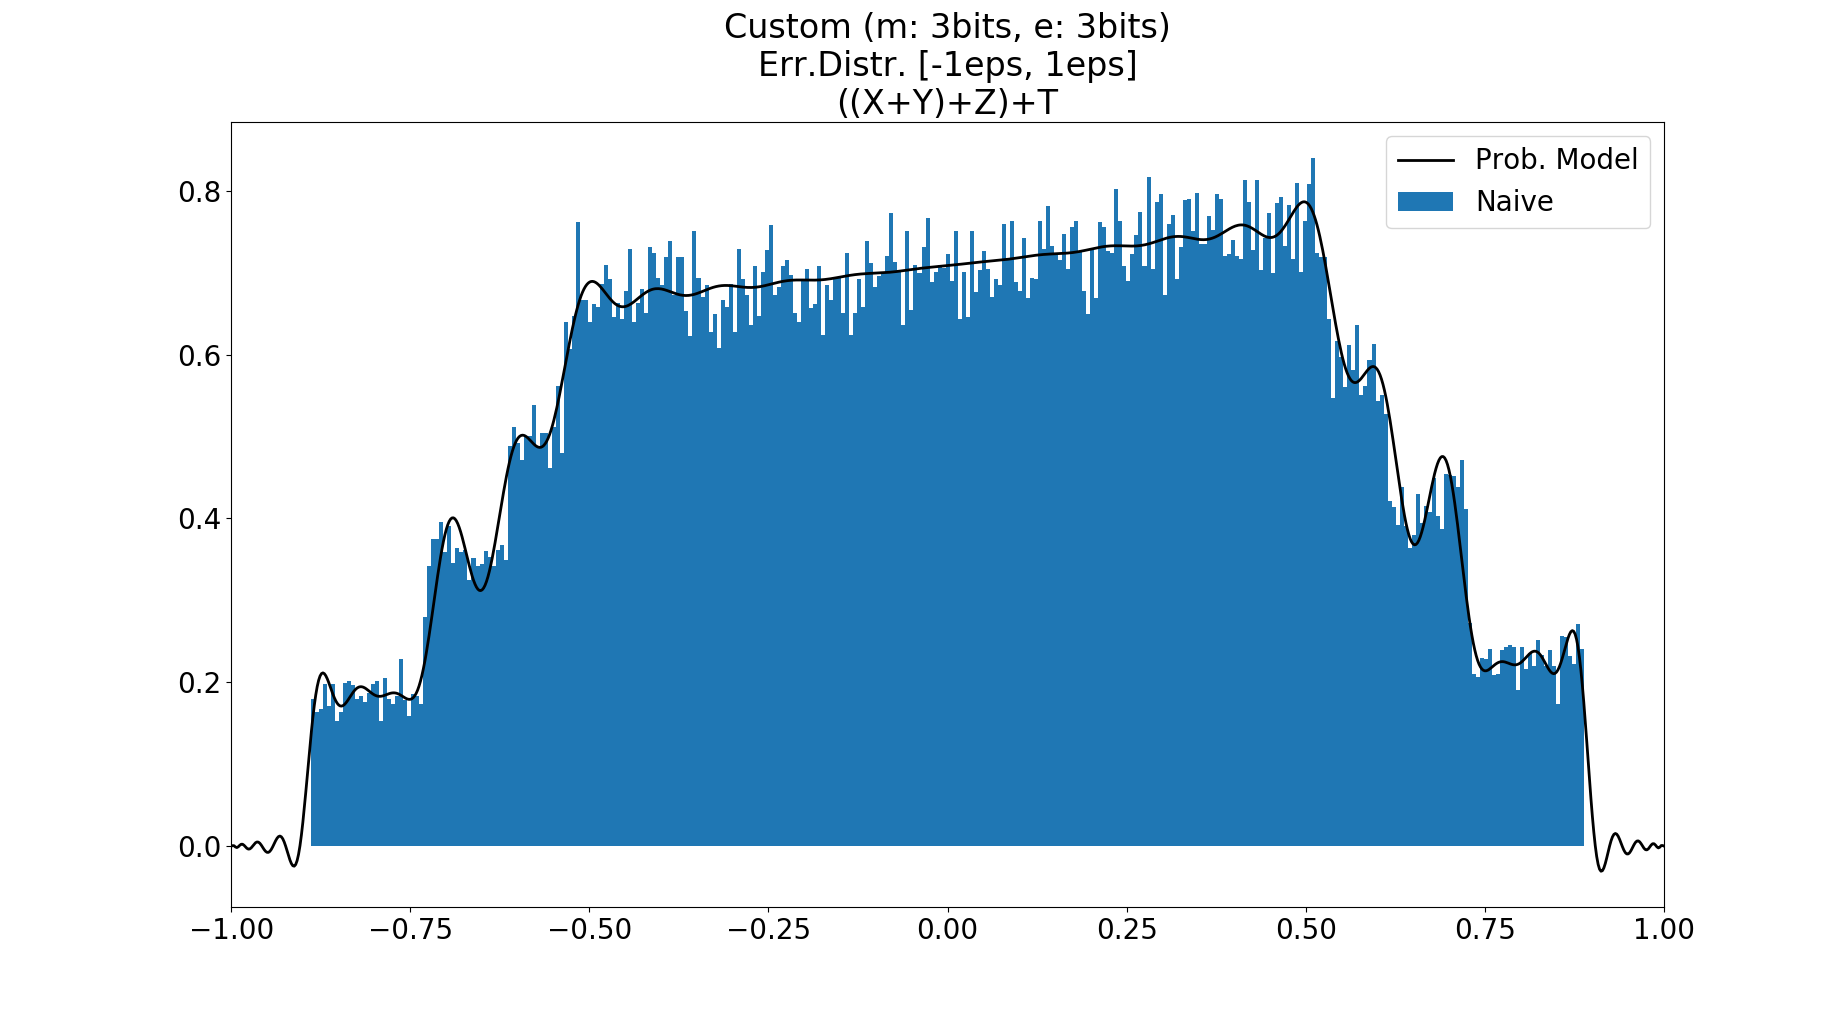 Custom (m: 3bits, e: 3bits)
Err.Distr. [-1eps, 1eps]
((X+Y)+Z)+T
Prob. Model
Naive
0.8
0.6
0.4
0.2
0.0
−1.00 −0.75 −0.50 −0.25 0.00 0.25 0.50 0.75 1.00